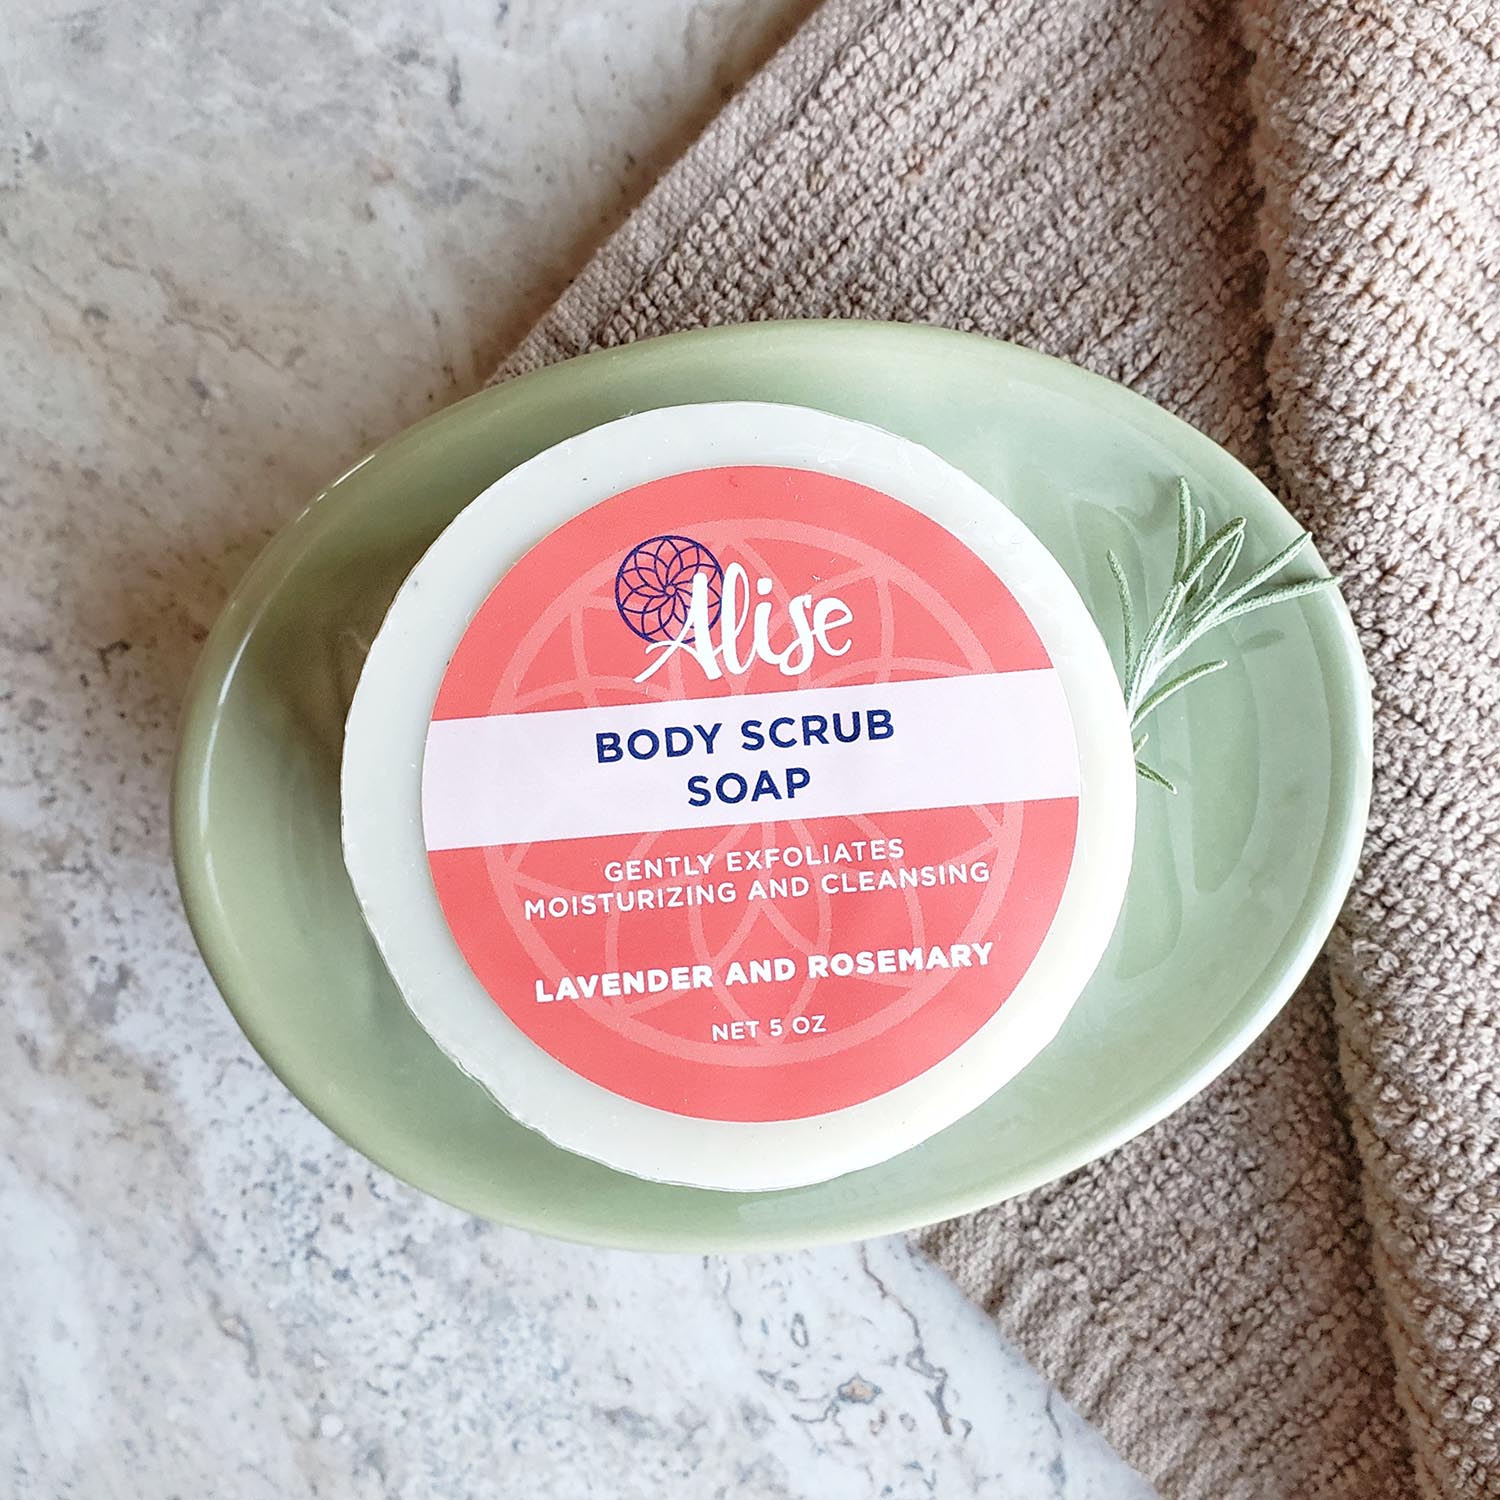 Alise
BODY SCRUB
SOAP
GENTLY EXFOLIATES
MOISTURIZING AND CLEANSING
LAVENDER AND ROSEMARY
NET 5 OZ